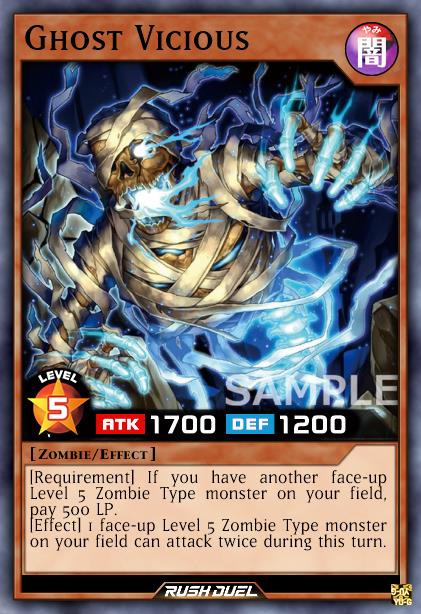 Ghost Vicious
やみ
闇
SAMPLE
LEVEL
5
ATK 1700 DEF 1200
[Zombie/Effect]
[Requirement] If you have another face-up
Level 5 Zombie Type monster on your field,
pay 500 LP.
[Effect] 1 face-up Level 5 Zombie Type monster
on your field can attack twice during this turn.
RUSH DUEL